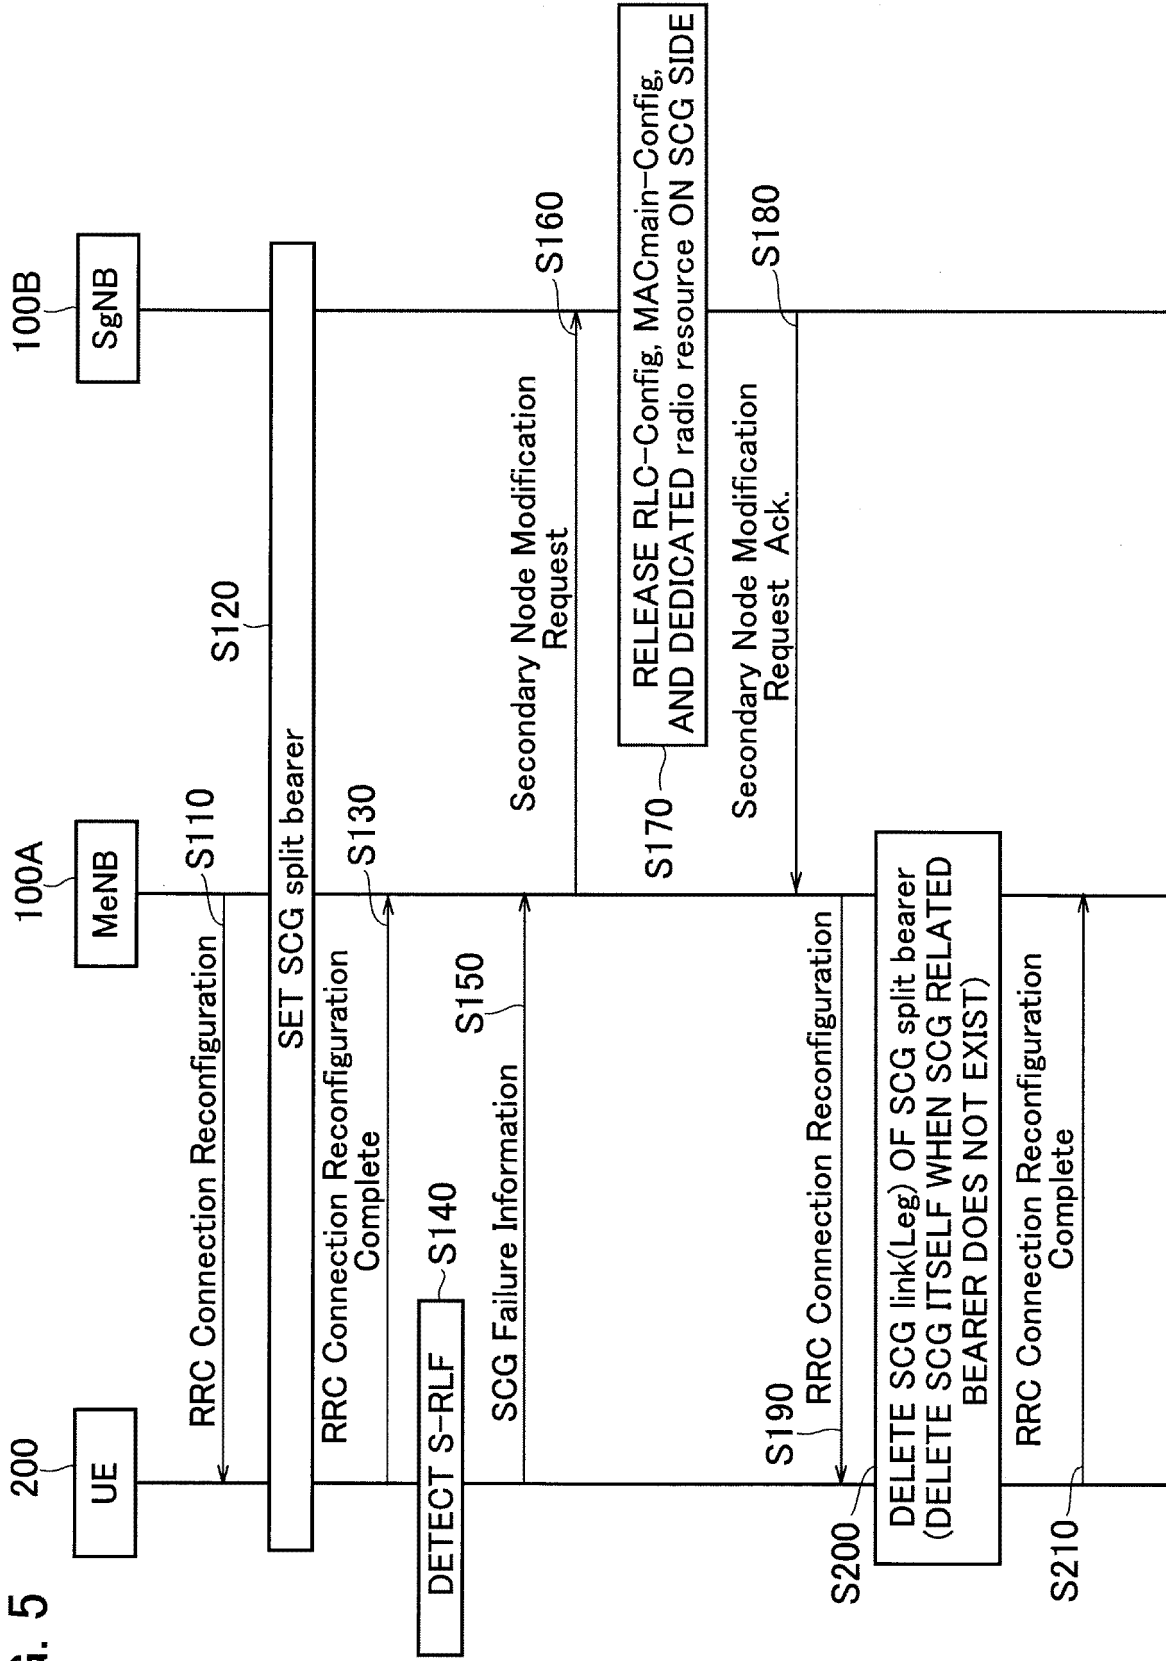 G. 5
200
UE
100A
MeNB
100B
SgNB
RRC Connection Reconfiguration
S110
S120
SET SCG split bearer
RRC Connection Reconfiguration
Complete
S130
DETECT S-RLF
S140
SCG Failure Information
S150
Secondary Node Modification
Request
S160
S170
RELEASE RLC-Config, MACmain-Config,
AND DEDICATED radio resource ON SCG SIDE
Secondary Node Modification
Request Ack.
S180
S190
RRC Connection Reconfiguration
S200
DELETE SCG link(Leg) OF SCG split bearer
(DELETE SCG ITSELF WHEN SCG RELATED
BEARER DOES NOT EXIST)
RRC Connection Reconfiguration
Complete
S210